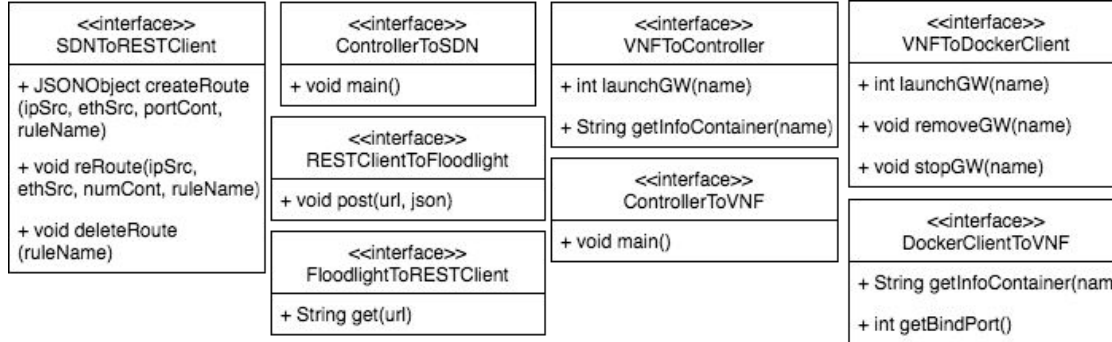 <<interface>>
SDNToRESTClient
+ JSONObject createRoute
(ipSrc, ethSrc, portCont,
ruleName)
+ void reRoute(ipSrc,
ethSrc, numCont, ruleName)
+ void deleteRoute
(ruleName)
<<interface>>
ControllerToSDN
+ void main()
<<interface>>
RESTClientToFloodlight
+ void post(url, json)
<<interface>>
FloodlightToRESTClient
+ String get(url)
<<interface>>
VNFToController
+ int launchGW(name)
+ String getInfoContainer(name)
<<interface>>
ControllerToVNF
+ void main()
<<interface>>
VNFToDockerClient
+ int launchGW(name)
+ void removeGW(name)
+ void stopGW(name)
<<interface>>
DockerClientToVNF
+ String getInfoContainer(nam
+ int getBindPort()